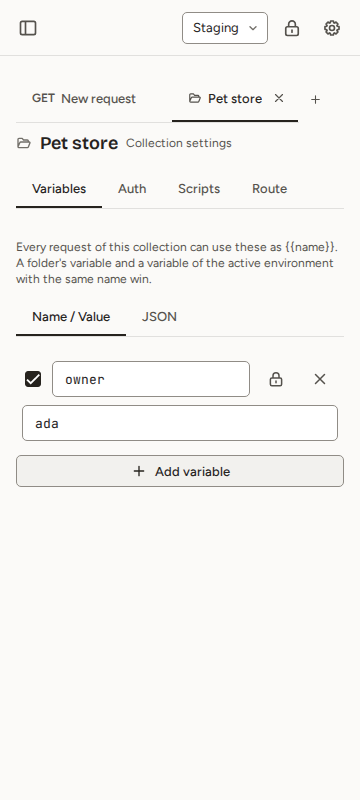 Staging
GET New request
Pet store
Pet store Collection settings
Variables Auth Scripts Route
Every request of this collection can use these as {{name}}.
A folder's variable and a variable of the active environment
with the same name win.
Name / Value JSON
owner
ada
Add variable